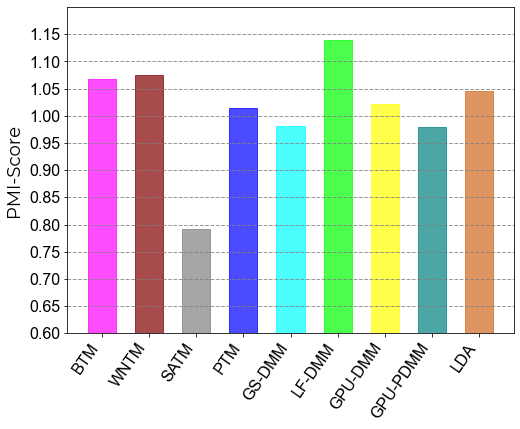 PMI-Score
1.15
1.10
1.05
1.00
0.95
0.90
0.85
0.80
0.75
0.70
0.65
0.60
BTM
WNTM
SATM
PTM
GS-DMM
LF-DMM
GPU-DMM
GPU-PDMM
LDA